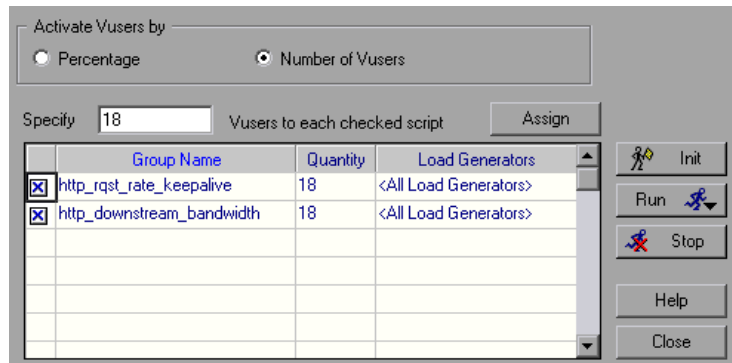 Activate Vusers by
Percentage
Number of Vusers
Specify 18 Vusers to each checked script Assign
Group Name Quantity Load Generators
http_rqst_rate_keepalive 18 <All Load Generators>
http_downstream_bandwidth 18 <All Load Generators>
Init
Run
Stop
Help
Close